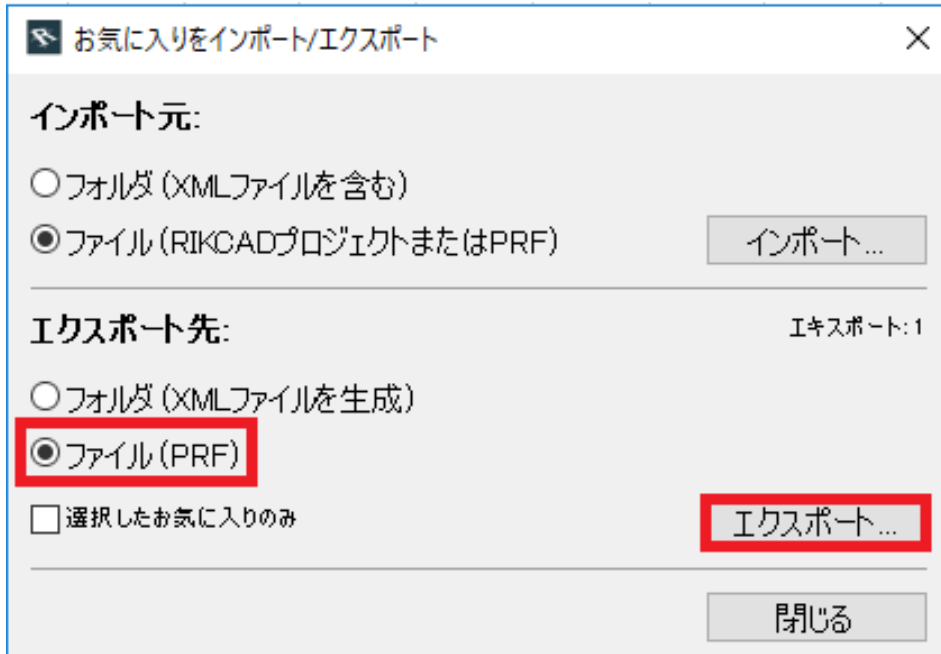 お気に入りをインポート/エクスポート
インポート元:
フォルダ(XMLファイルを含む)
ファイル(RIKCADプロジェクトまたはPRF)
インポート...
エクスポート先:
エキスポート:1
フォルダ(XMLファイルを生成)
ファイル(PRF)
選択したお気に入りのみ
エクスポート...
閉じる